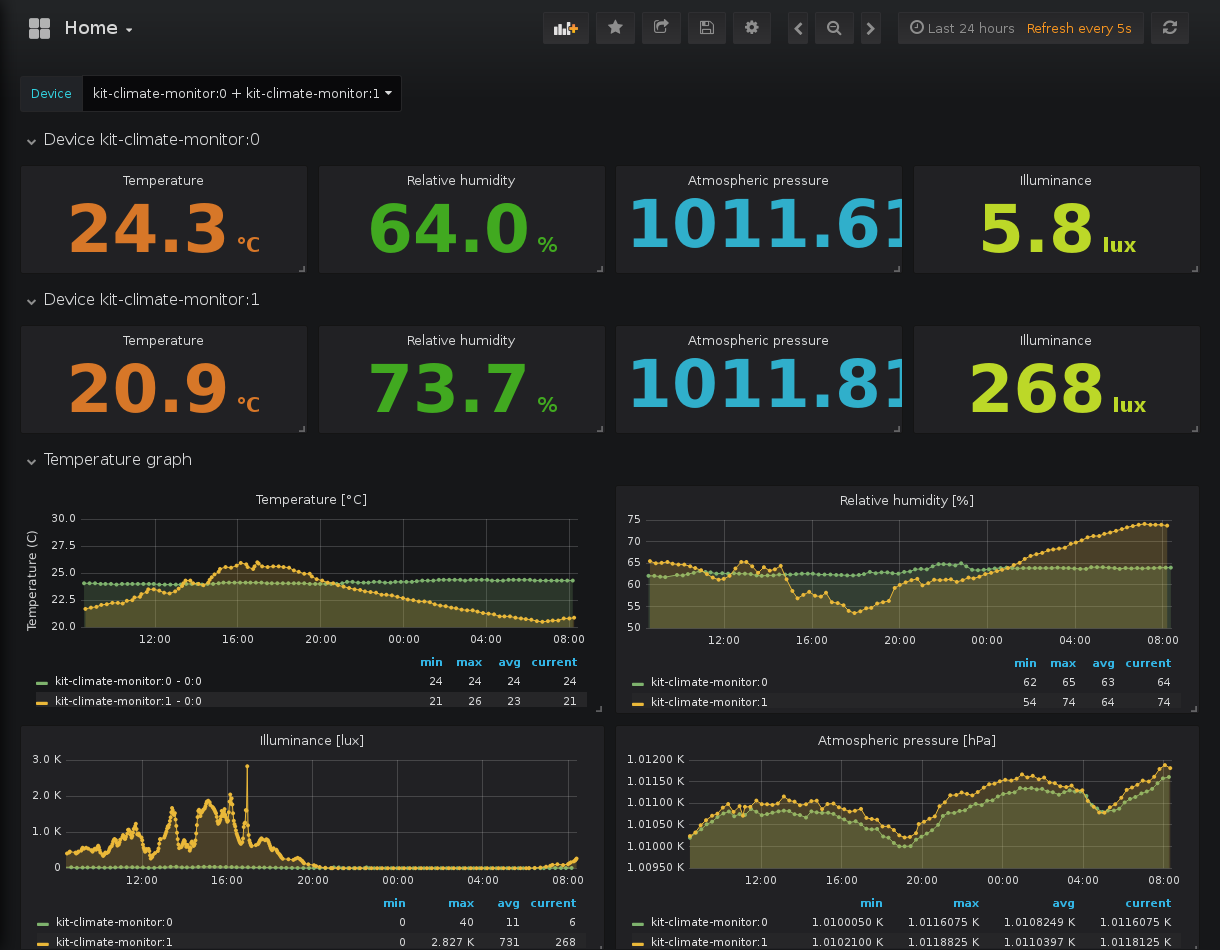 Home
Last 24 hours Refresh every 5s
Device kit-climate-monitor:0 + kit-climate-monitor:1
Device kit-climate-monitor:0
Temperature Relative humidity Atmospheric pressure Illuminance
24.3 °C 64.0 % 1011.61 5.8 lux
Device kit-climate-monitor:1
Temperature Relative humidity Atmospheric pressure Illuminance
20.9 °C 73.7 % 1011.81 268 lux
Temperature graph
Temperature [°C]
Temperature (C)
30.0
27.5
25.0
22.5
20.0
12:00 16:00 20:00 00:00 04:00 08:00
min max avg current
kit-climate-monitor:0 - 0:0 24 24 24 24
kit-climate-monitor:1 - 0:0 21 26 23 21
Relative humidity [%]
75
70
65
60
55
50
12:00 16:00 20:00 00:00 04:00 08:00
min max avg current
kit-climate-monitor:0 62 65 63 64
kit-climate-monitor:1 54 74 64 74
Illuminance [lux]
3.0 K
2.0 K
1.0 K
0
12:00 16:00 20:00 00:00 04:00 08:00
min max avg current
kit-climate-monitor:0 0 40 11 6
kit-climate-monitor:1 0 2.827 K 731 268
Atmospheric pressure [hPa]
1.01200 K
1.01150 K
1.01100 K
1.01050 K
1.01000 K
1.00950 K
12:00 16:00 20:00 00:00 04:00 08:00
min max avg current
kit-climate-monitor:0 1.0100050 K 1.0116075 K 1.0108249 K 1.0116075 K
kit-climate-monitor:1 1.0102100 K 1.0118825 K 1.0110397 K 1.0118125 K